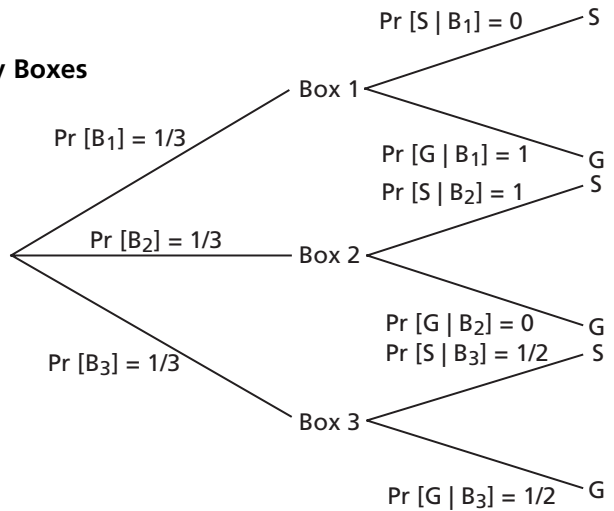 Pr [S | B1] = 0
S
y Boxes
Box 1
Pr [B1] = 1/3
Pr [G | B1] = 1
G
Pr [S | B2] = 1
S
Pr [B2] = 1/3
Box 2
Pr [G | B2] = 0
G
Pr [S | B3] = 1/2
S
Pr [B3] = 1/3
Box 3
Pr [G | B3] = 1/2
G